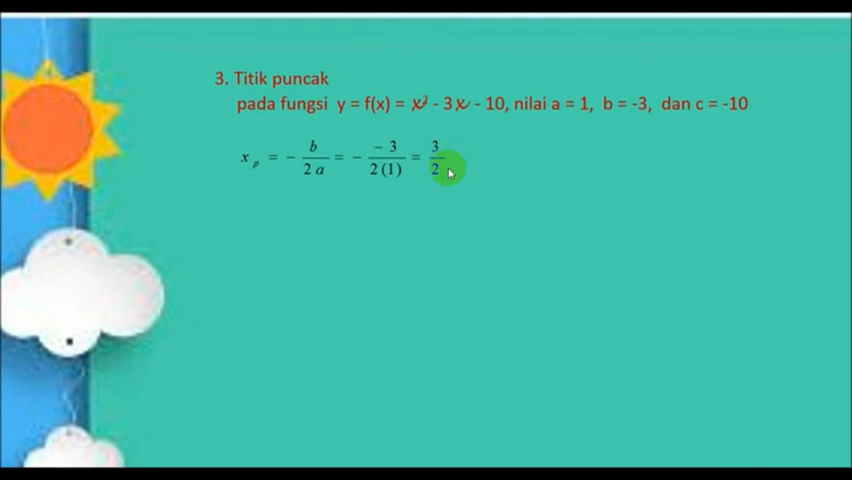 3. Titik puncak
pada fungsi y = f(x) = x² - 3x - 10, nilai a = 1, b = -3, dan c = -10
x_p = - b/(2a) = - (-3)/(2(1)) = 3/2